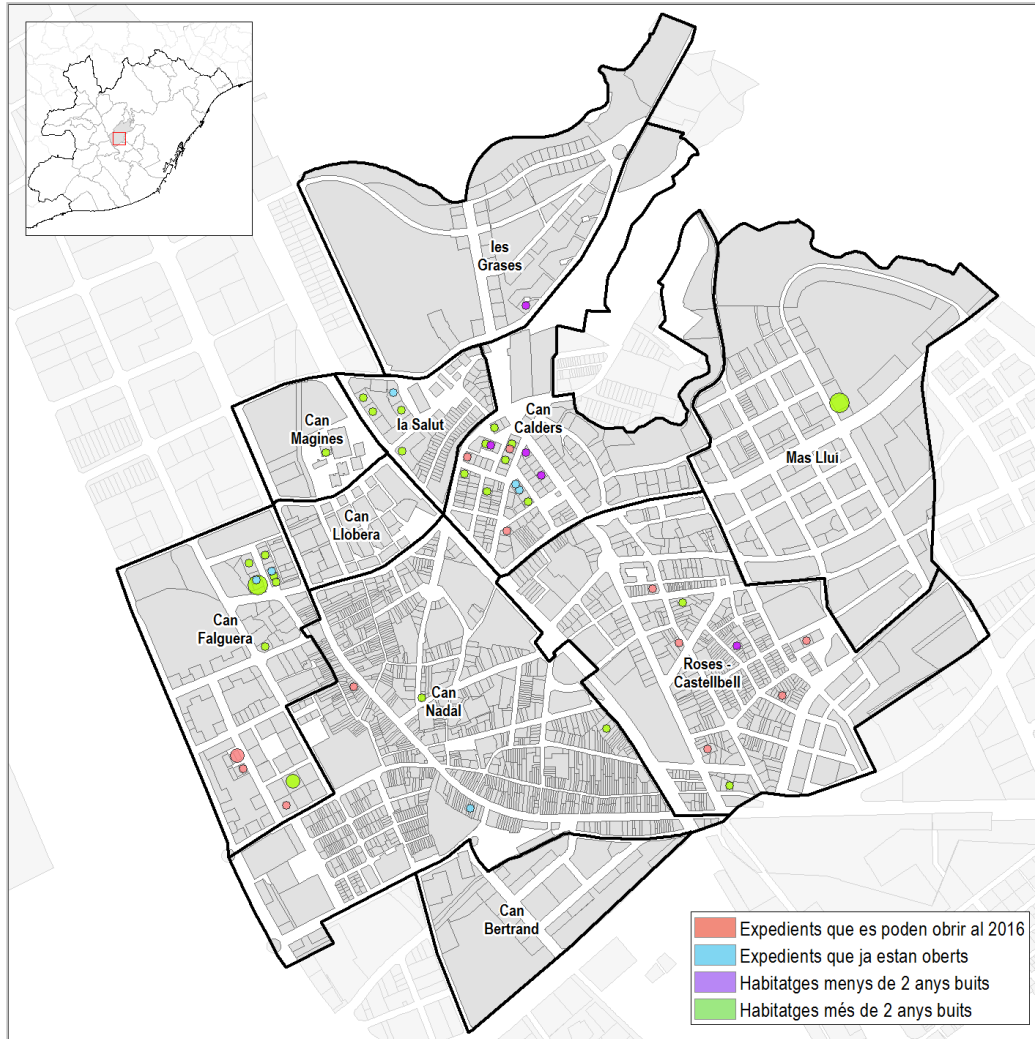 les
Grases
Can
Magines
la Salut
Can
Calders
Mas Lluí
Can
Llobera
Can
Falguera
Can
Nadal
Roses -
Castellbell
Can
Bertrand
Expedients que es poden obrir al 2016
Expedients que ja estan oberts
Habitatges menys de 2 anys buits
Habitatges més de 2 anys buits